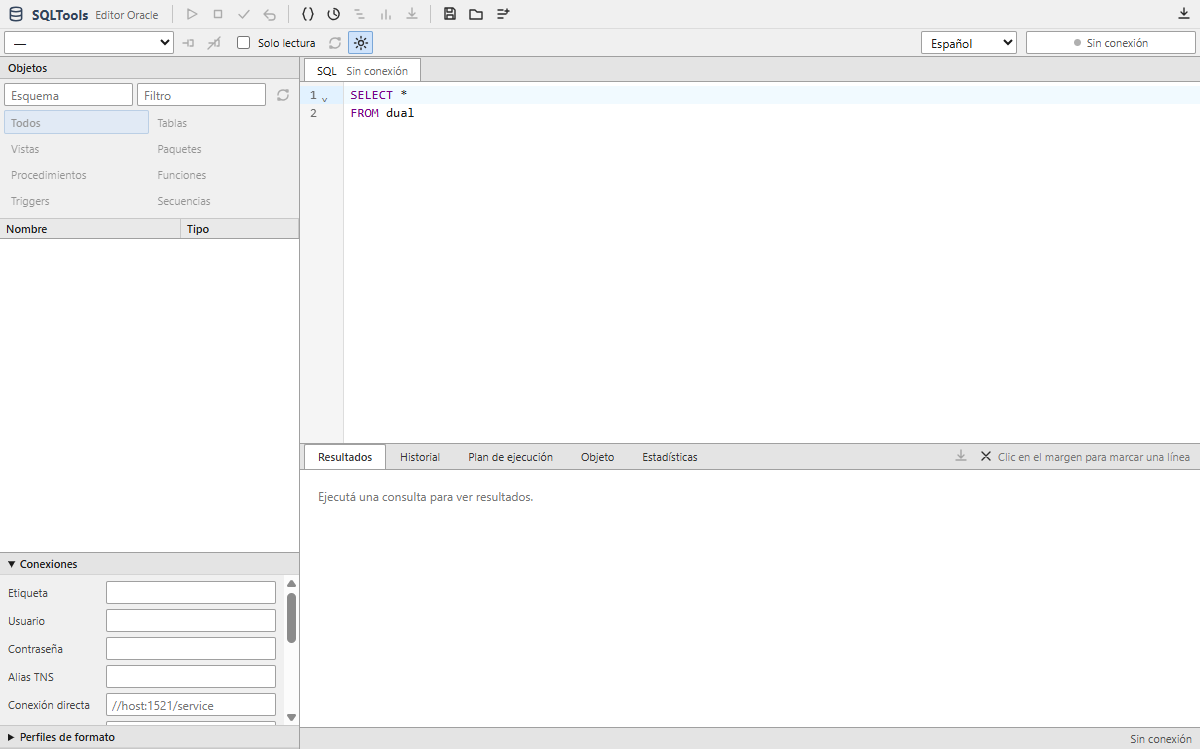 SQLTools Editor Oracle
—
Solo lectura
Español
Sin conexión
Objetos
Esquema
Filtro
Todos
Tablas
Vistas
Paquetes
Procedimientos
Funciones
Triggers
Secuencias
Nombre
Tipo
SQL Sin conexión
1 SELECT *
2 FROM dual
Resultados
Historial
Plan de ejecución
Objeto
Estadísticas
Clic en el margen para marcar una línea
Ejecutá una consulta para ver resultados.
Conexiones
Etiqueta
Usuario
Contraseña
Alias TNS
Conexión directa //host:1521/service
Perfiles de formato
Sin conexión